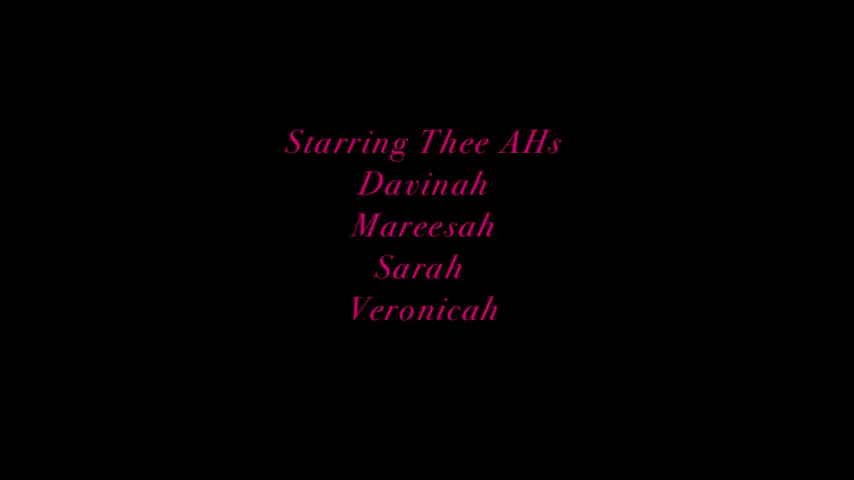 Starring Thee AHs
Davinah
Mareesah
Sarah
Veronicah